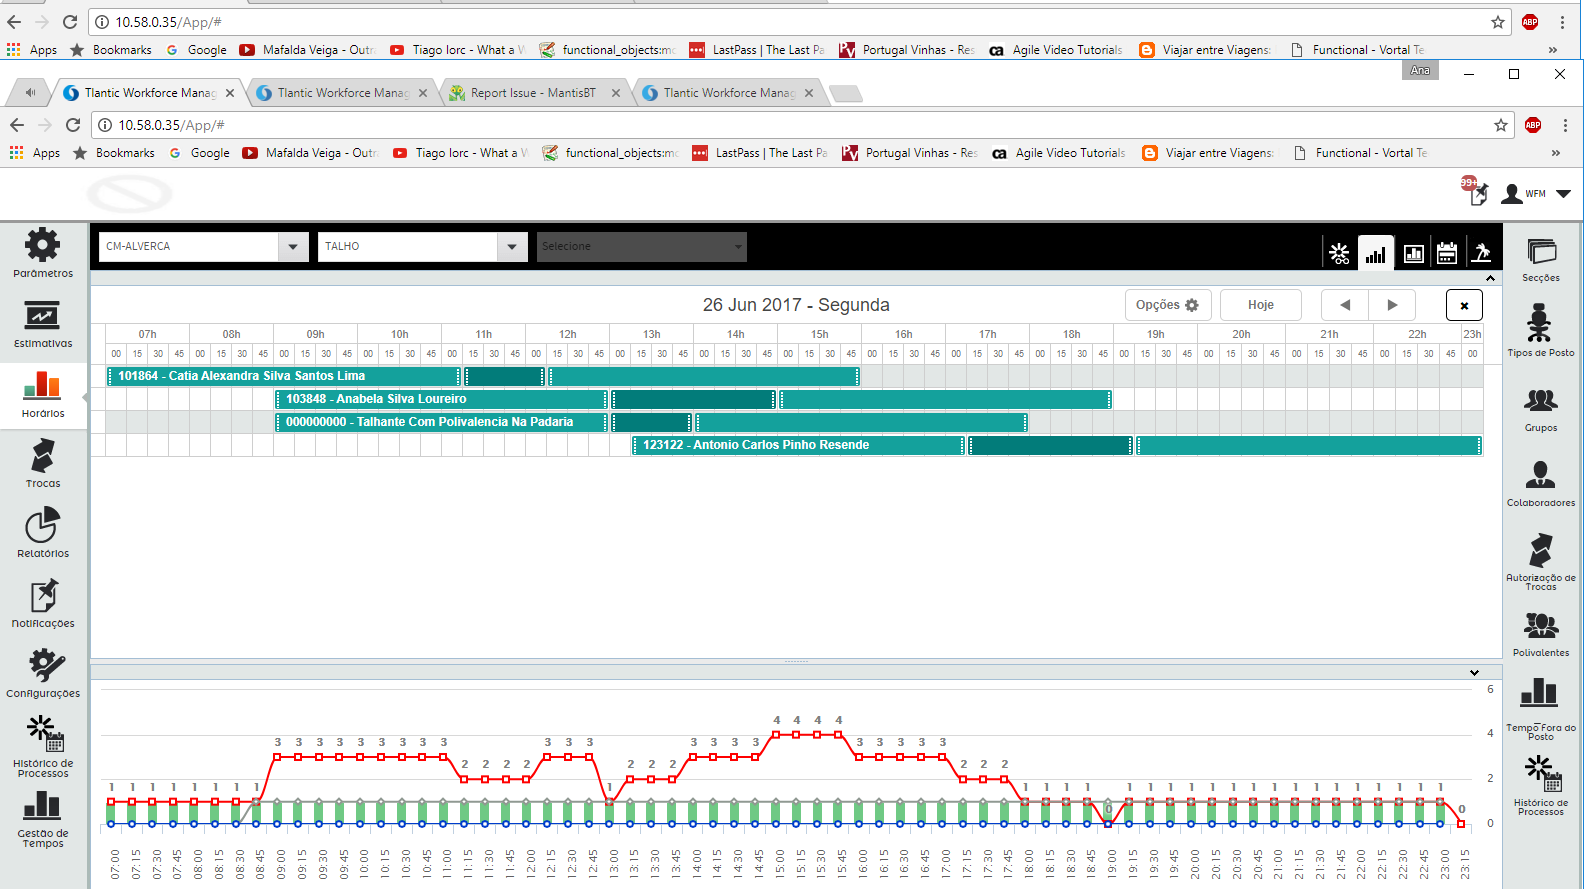 10.58.0.35/App/#
Apps Bookmarks Google Mafalda Veiga - Outr Tiago Iorc - What a W functional_objects:mc LastPass | The Last Pa Portugal Vinhas - Res Agile Video Tutorials Viajar entre Viagens: Functional - Vortal Te »
Ana
Tlantic Workforce Manag Tlantic Workforce Manag Report Issue - MantisBT Tlantic Workforce Manag
10.58.0.35/App/#
ABP
Apps Bookmarks Google Mafalda Veiga - Outr Tiago Iorc - What a W functional_objects:mc LastPass | The Last Pa Portugal Vinhas - Res Agile Video Tutorials Viajar entre Viagens: Functional - Vortal Te »
99+
WFM
CM-ALVERCA TALHO Selecione
Parâmetros
Estimativas
Horários
Trocas
Relatórios
Notificações
Configurações
Histórico de
Processos
Gestão de
Tempos
26 Jun 2017 - Segunda
Opções Hoje
07h 08h 09h 10h 11h 12h 13h 14h 15h 16h 17h 18h 19h 20h 21h 22h 23h
00 15 30 45 00 15 30 45 00 15 30 45 00 15 30 45 00 15 30 45 00 15 30 45 00 15 30 45 00 15 30 45 00 15 30 45 00 15 30 45 00 15 30 45 00 15 30 45 00 15 30 45 00 15 30 45 00 15 30 45 00 15 30 45 00
101864 - Catia Alexandra Silva Santos Lima
103848 - Anabela Silva Loureiro
000000000 - Talhante Com Polivalencia Na Padaria
123122 - Antonio Carlos Pinho Resende
6
4
2
0
1 1 1 1 1 1 1 1 3 3 3 3 3 3 3 3 3 2 2 2 2 3 3 3 1 2 2 2 3 3 3 3 4 4 4 4 3 3 3 3 3 2 2 2 1 1 1 1 0 1 1 1 1 1 1 1 1 1 1 1 1 1 1 1 1 0
07:00 07:15 07:30 07:45 08:00 08:15 08:30 08:45 09:00 09:15 09:30 09:45 10:00 10:15 10:30 10:45 11:00 11:15 11:30 11:45 12:00 12:15 12:30 12:45 13:00 13:15 13:30 13:45 14:00 14:15 14:30 14:45 15:00 15:15 15:30 15:45 16:00 16:15 16:30 16:45 17:00 17:15 17:30 17:45 18:00 18:15 18:30 18:45 19:00 19:15 19:30 19:45 20:00 20:15 20:30 20:45 21:00 21:15 21:30 21:45 22:00 22:15 22:30 22:45 23:00 23:15
Secções
Tipos de Posto
Grupos
Colaboradores
Autorização de
Trocas
Polivalentes
Tempo Fora do
Posto
Histórico de
Processos